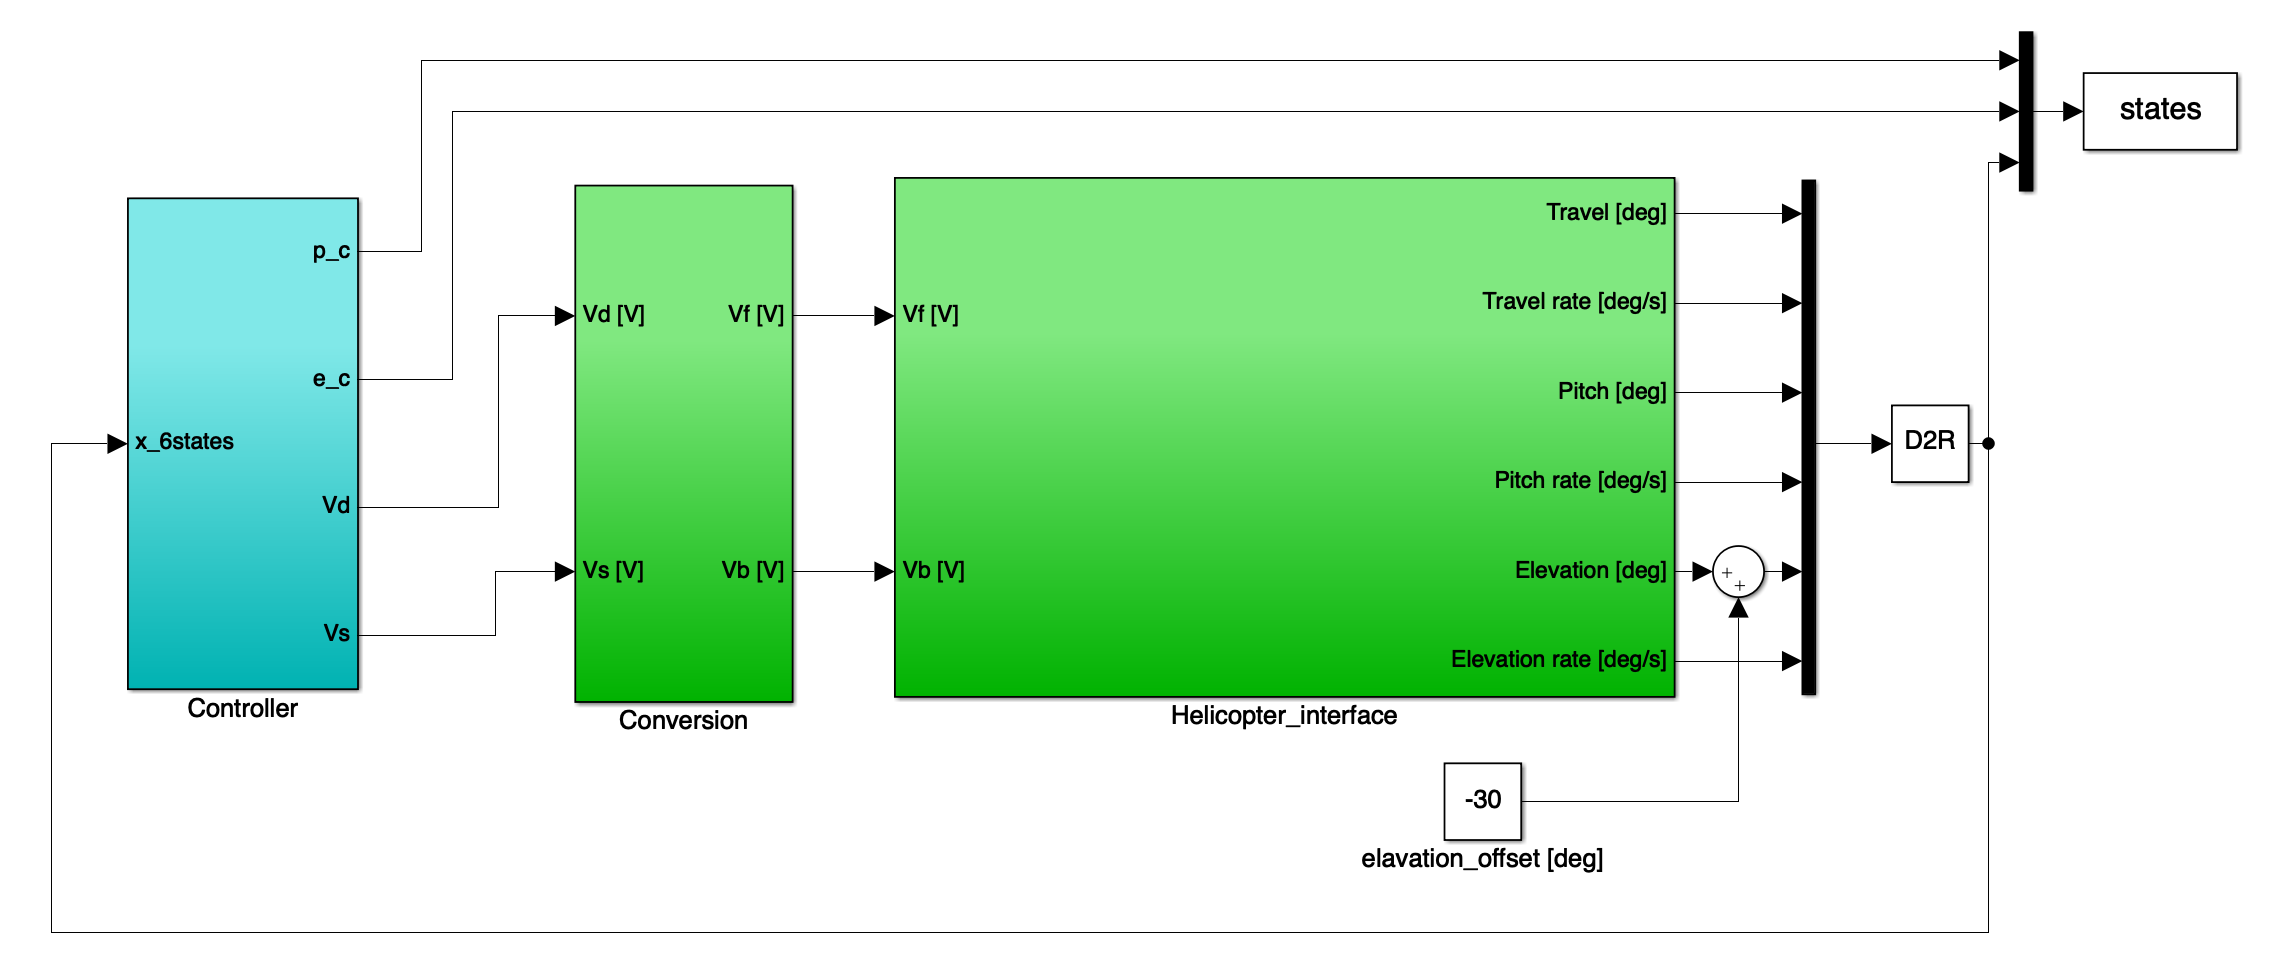 states
p_c
e_c
x_6states
Vd
Vs
Controller
Vd [V]
Vf [V]
Vs [V]
Vb [V]
Conversion
Vf [V]
Vb [V]
Travel [deg]
Travel rate [deg/s]
Pitch [deg]
Pitch rate [deg/s]
Elevation [deg]
Elevation rate [deg/s]
Helicopter_interface
+
+
D2R
-30
elavation_offset [deg]